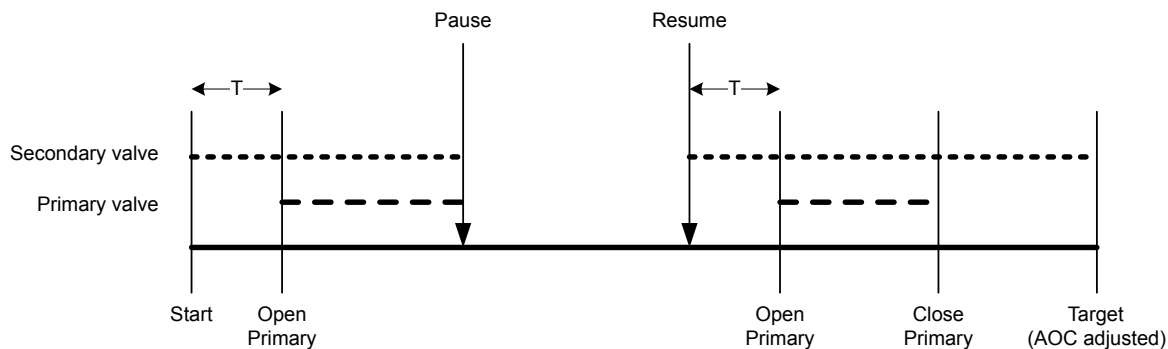 Pause
Resume
T
T
Secondary valve
Primary valve
Start
Open
Primary
Open
Primary
Close
Primary
Target
(AOC adjusted)